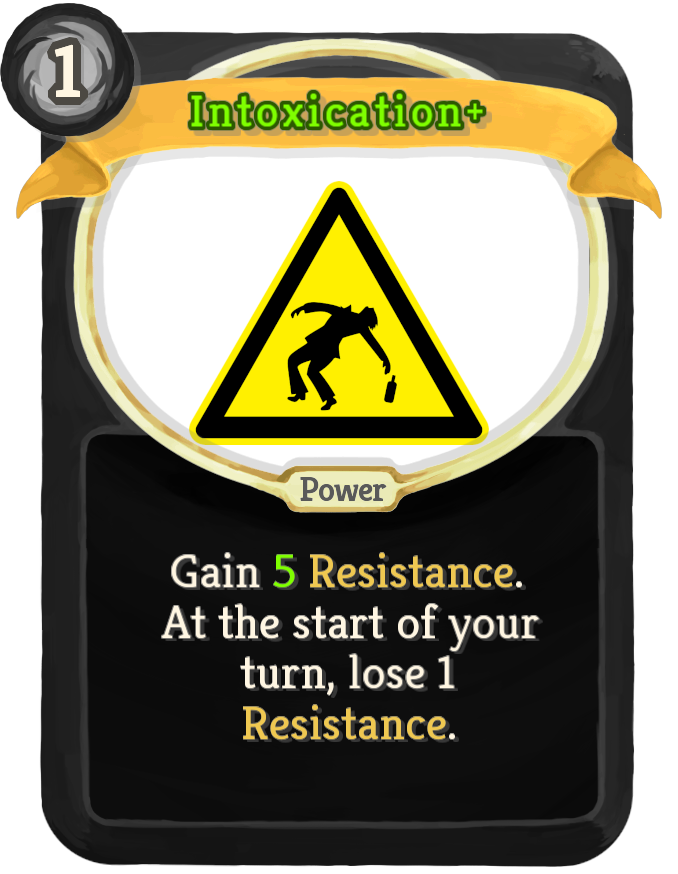 1
Intoxication+
Power
Gain 5 Resistance.
At the start of your
turn, lose 1
Resistance.